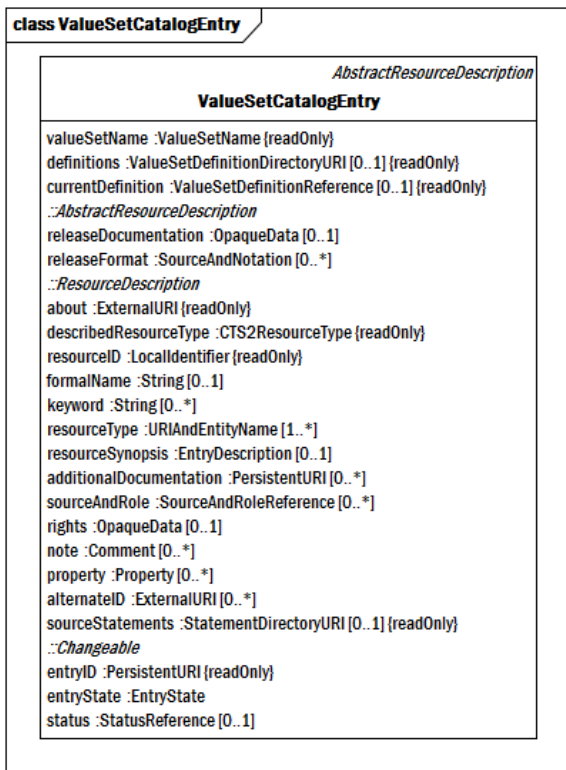 class ValueSetCatalogEntry
AbstractResourceDescription
ValueSetCatalogEntry
valueSetName :ValueSetName {readOnly}
definitions :ValueSetDefinitionDirectoryURI [0..1] {readOnly}
currentDefinition :ValueSetDefinitionReference [0..1] {readOnly}
::AbstractResourceDescription
releaseDocumentation :OpaqueData [0..1]
releaseFormat :SourceAndNotation [0..*]
::ResourceDescription
about :ExternalURI {readOnly}
describedResourceType :CTS2ResourceType {readOnly}
resourceID :LocalIdentifier {readOnly}
formalName :String [0..1]
keyword :String [0..*]
resourceType :URIAndEntityName [1..*]
resourceSynopsis :EntryDescription [0..1]
additionalDocumentation :PersistentURI [0..*]
sourceAndRole :SourceAndRoleReference [0..*]
rights :OpaqueData [0..1]
note :Comment [0..*]
property :Property [0..*]
alternateID :ExternalURI [0..*]
sourceStatements :StatementDirectoryURI [0..1] {readOnly}
::Changeable
entryID :PersistentURI {readOnly}
entryState :EntryState
status :StatusReference [0..1]